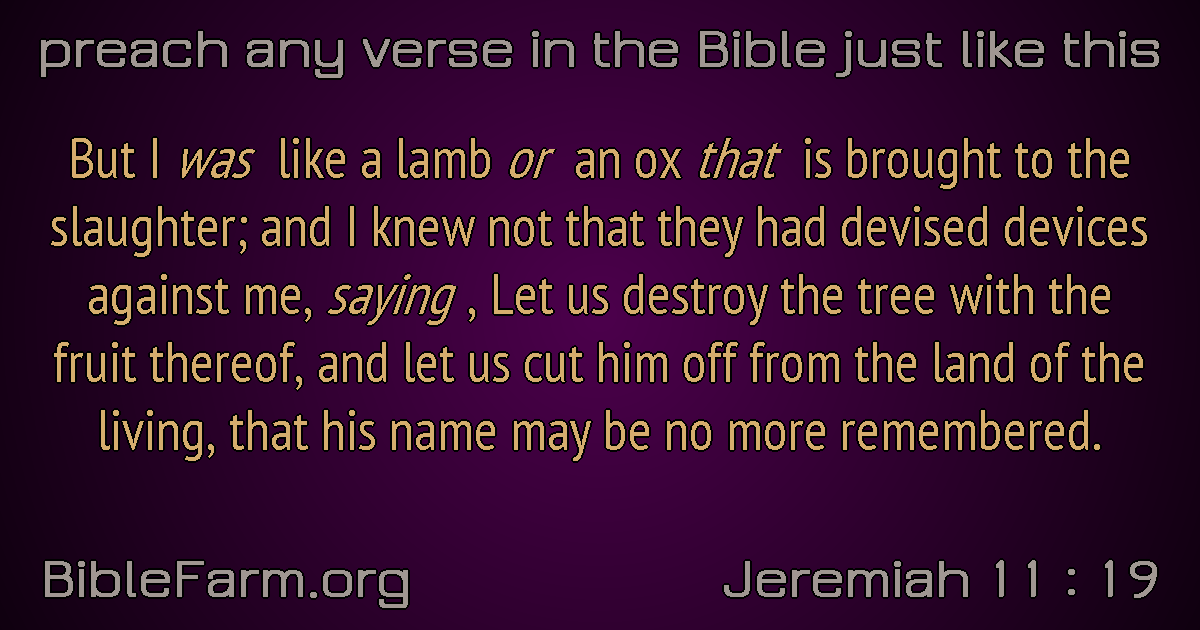 preach any verse in the Bible just like this
But I was like a lamb or an ox that is brought to the
slaughter; and I knew not that they had devised devices
against me, saying , Let us destroy the tree with the
fruit thereof, and let us cut him off from the land of the
living, that his name may be no more remembered.
BibleFarm.org
Jeremiah 11 : 19